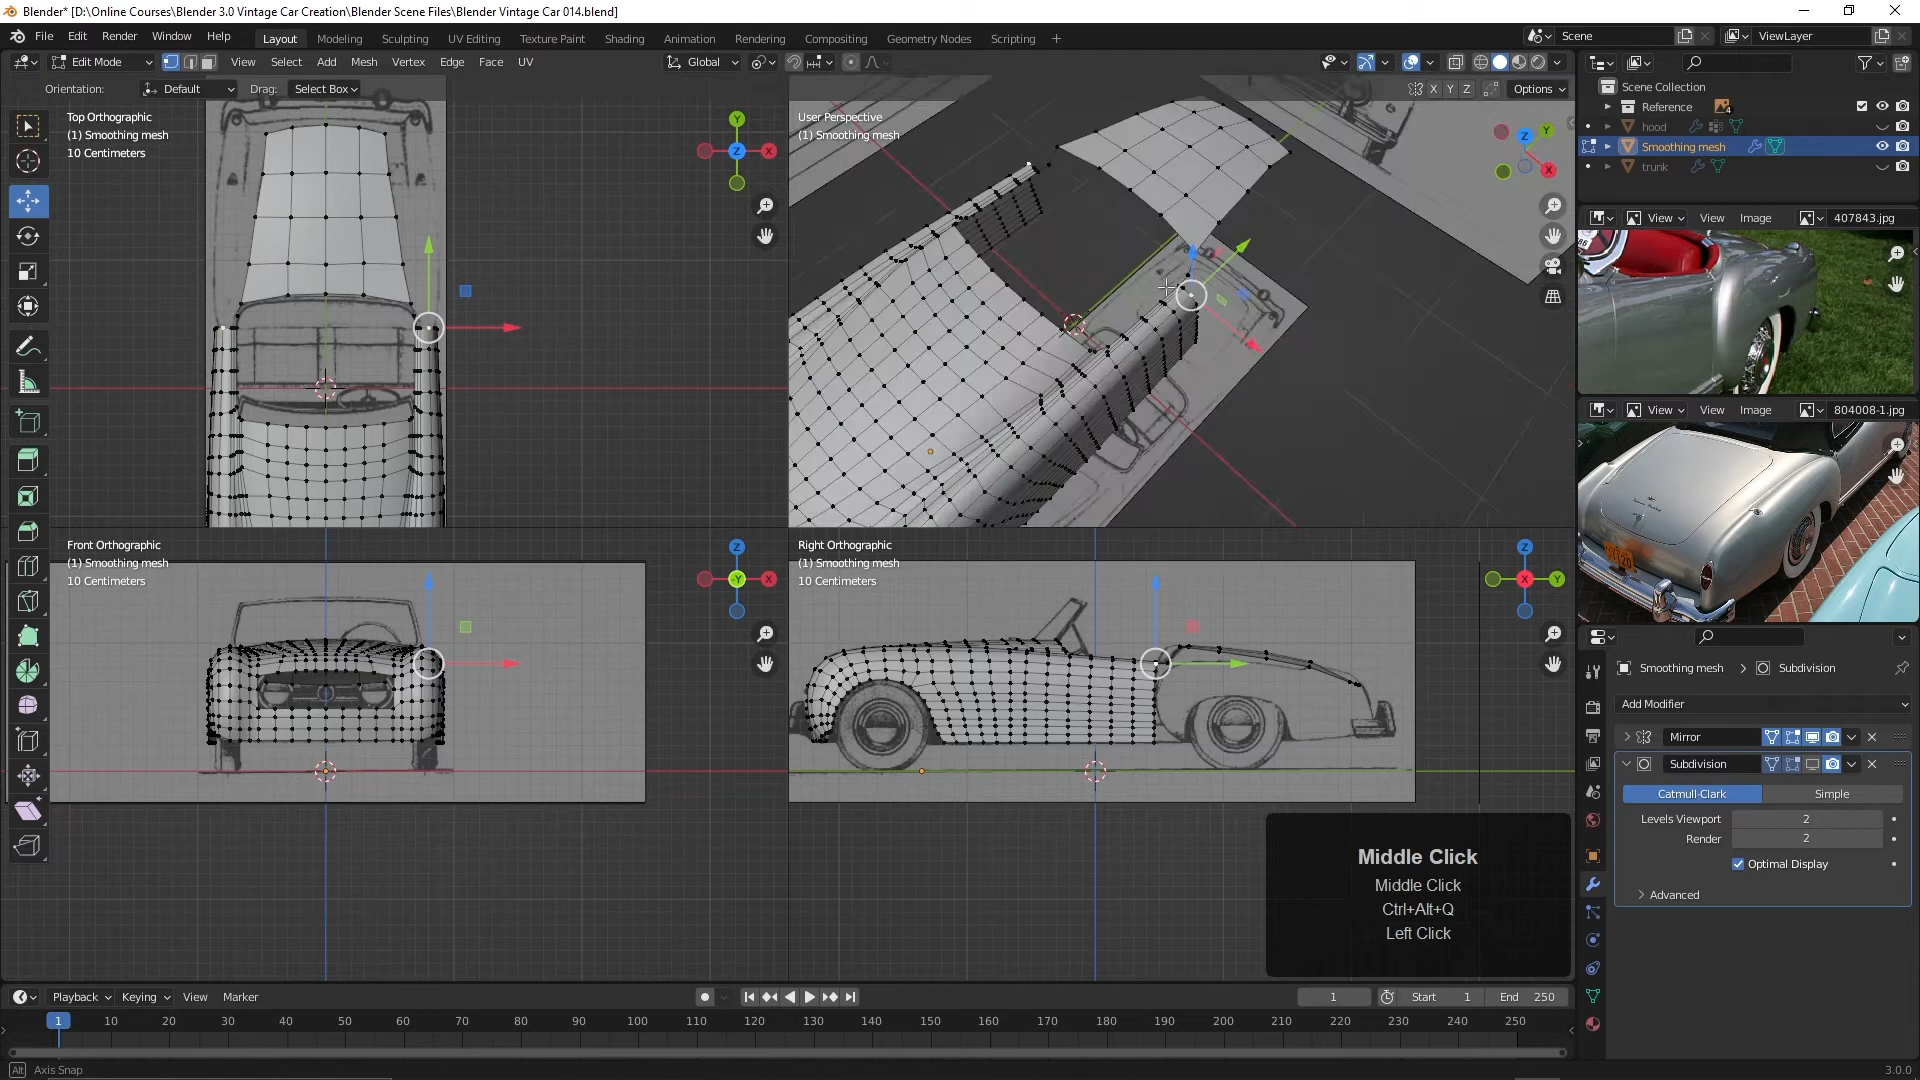 Blender* [D:\Online Courses\Blender 3.0 Vintage Car Creation\Blender Scene Files\Blender Vintage Car 014.blend]
File Edit Render Window Help Layout Modeling Sculpting UV Editing Texture Paint Shading Animation Rendering Compositing Geometry Nodes Scripting + Scene ViewLayer
Edit Mode View Select Add Mesh Vertex Edge Face UV Global
Orientation: Default Drag: Select Box X Y Z Options
Scene Collection
Reference 4
hood
Smoothing mesh
trunk
Top Orthographic
(1) Smoothing mesh
10 Centimeters
Y
Z
X
User Perspective
(1) Smoothing mesh
Z
Y
X
View View Image 407843.jpg
View View Image 804008-1.jpg
Front Orthographic
(1) Smoothing mesh
10 Centimeters
Z
-Y
X
Right Orthographic
(1) Smoothing mesh
10 Centimeters
Z
X
Y
Smoothing mesh > Subdivision
Add Modifier
Mirror
Subdivision
Catmull-Clark Simple
Levels Viewport 2
Render 2
Optimal Display
Advanced
Middle Click
Middle Click
Ctrl+Alt+Q
Left Click
Playback Keying View Marker 1 Start 1 End 250
1 10 20 30 40 50 60 70 80 90 100 110 120 130 140 150 160 170 180 190 200 210 220 230 240 250
Alt Axis Snap 3.0.0